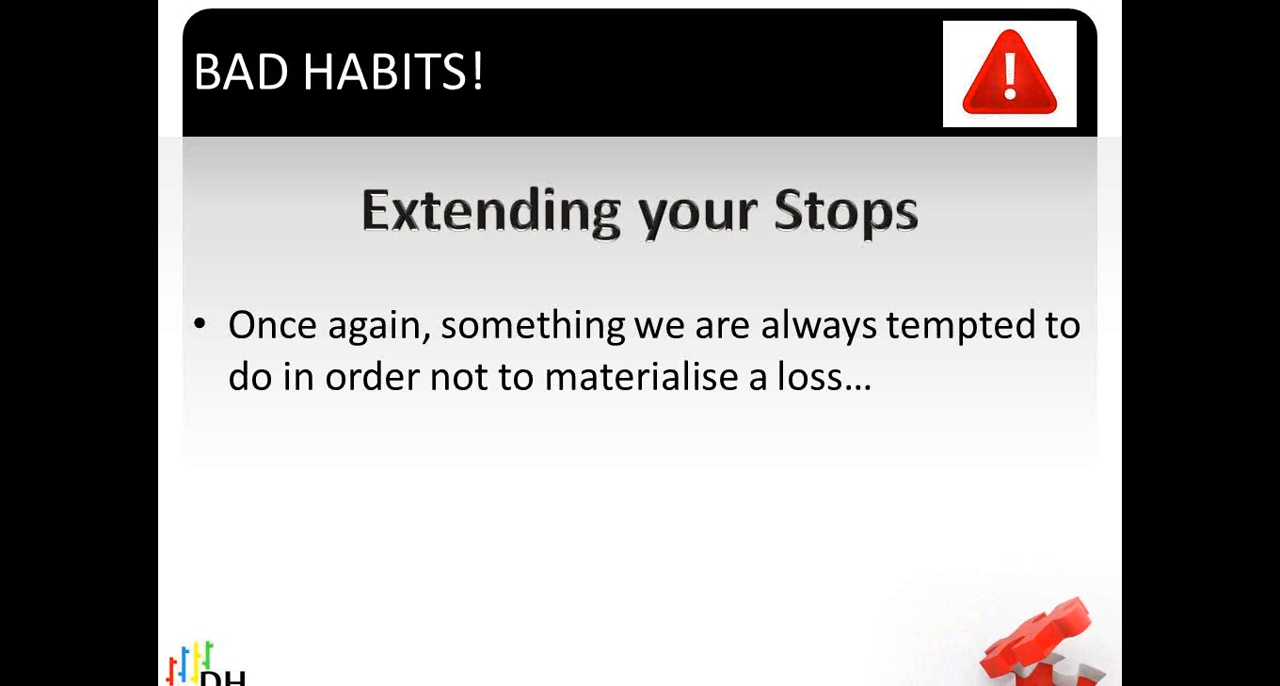 BAD HABITS!
Extending your Stops
• Once again, something we are always tempted to
do in order not to materialise a loss...
DH